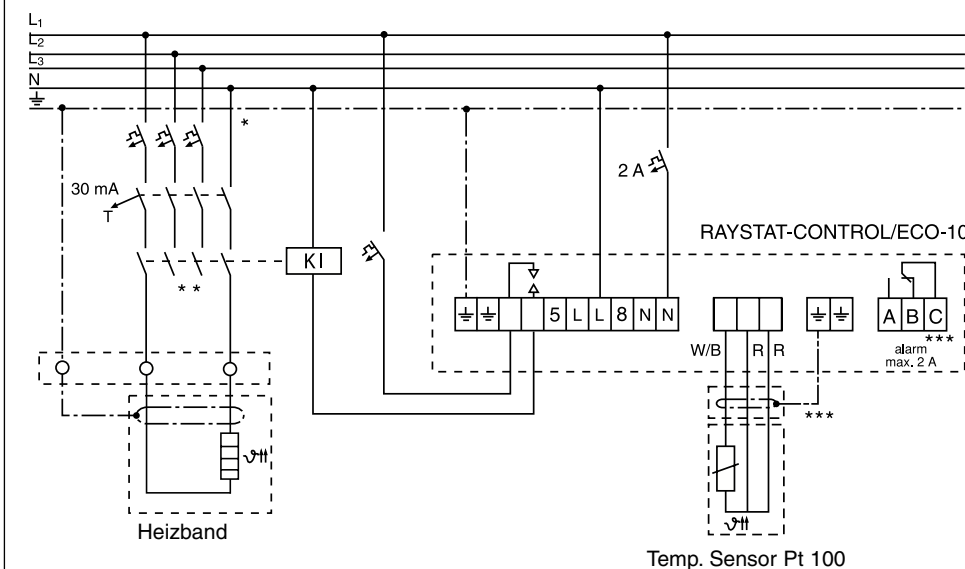 L₁
L₂
L₃
N
*
30 mA
T
2 A
RAYSTAT-CONTROL/ECO-10
KI
* *
5 L L 8 N N
A B C
W/B R R
***
alarm
max. 2 A
***
ϑ
Heizband
ϑ
Temp. Sensor Pt 100